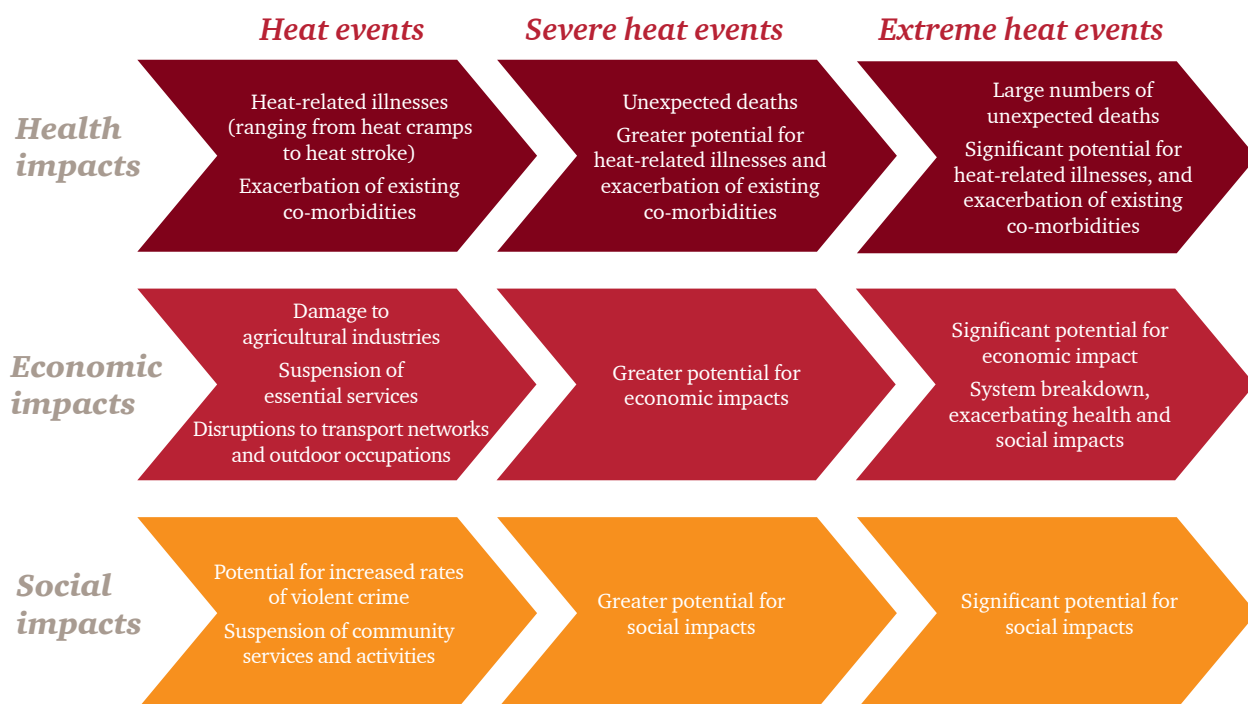 Heat events
Severe heat events
Extreme heat events
Health
impacts
Heat-related illnesses
(ranging from heat cramps
to heat stroke)
Exacerbation of existing
co-morbidities
Unexpected deaths
Greater potential for
heat-related illnesses and
exacerbation of existing
co-morbidities
Large numbers of
unexpected deaths
Significant potential for
heat-related illnesses, and
exacerbation of existing
co-morbidities
Economic
impacts
Damage to
agricultural industries
Suspension of
essential services
Disruptions to transport networks
and outdoor occupations
Greater potential for
economic impacts
Significant potential for
economic impact
System breakdown,
exacerbating health and
social impacts
Social
impacts
Potential for increased rates
of violent crime
Suspension of community
services and activities
Greater potential for
social impacts
Significant potential for
social impacts